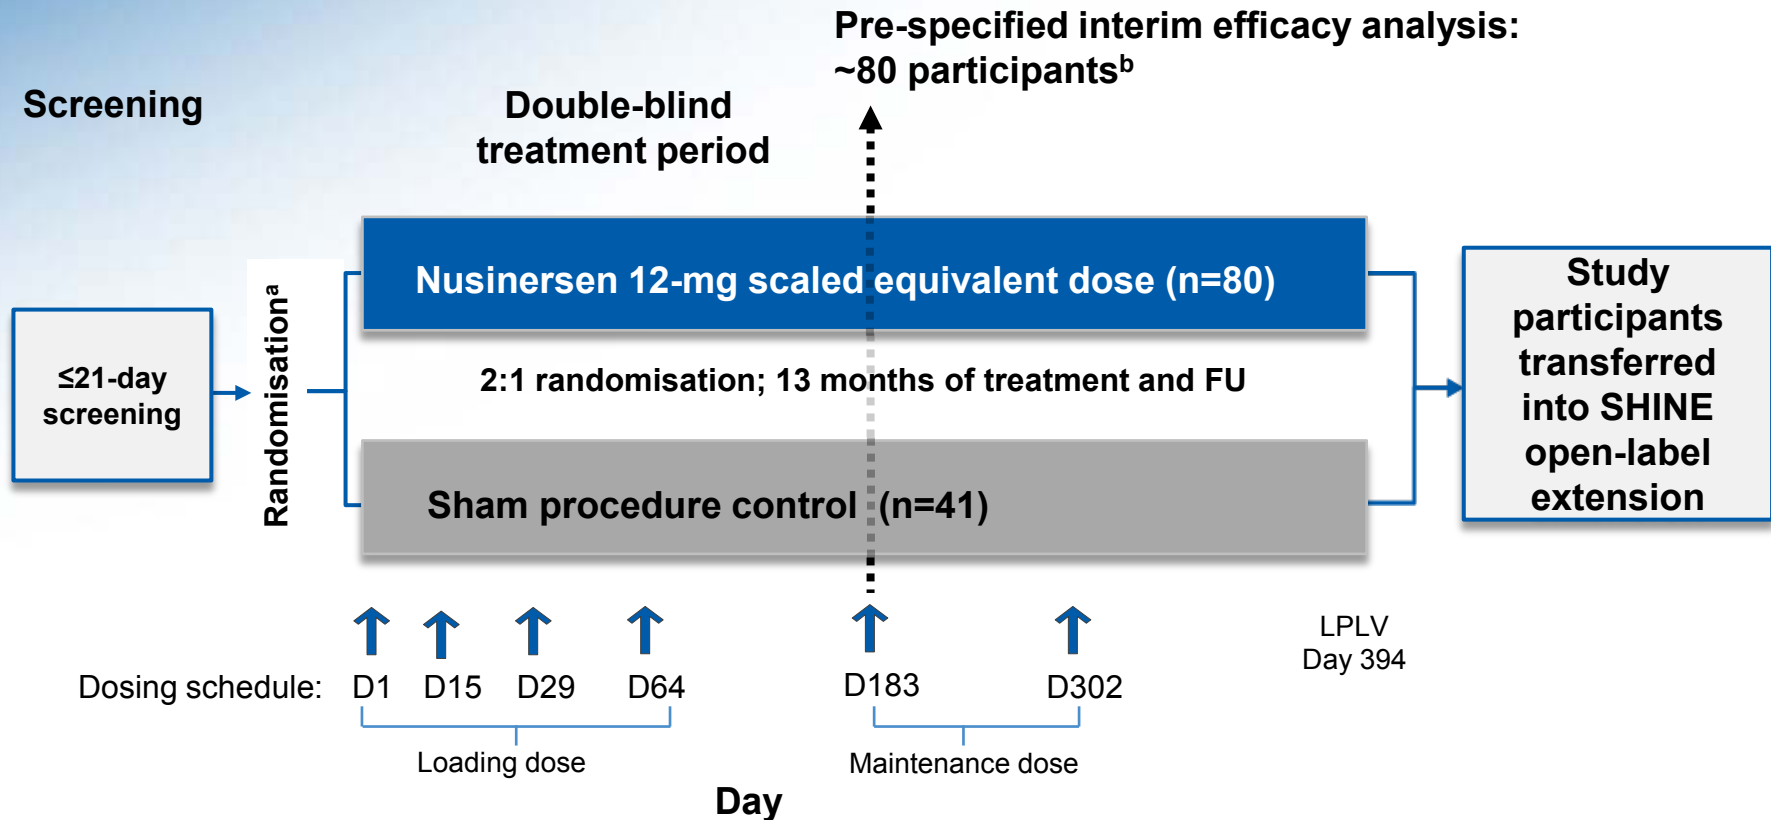 Pre-specified interim efficacy analysis:
~80 participantsᵇ
Screening
Double-blind
treatment period
≤21-day
screening
Randomisationᵃ
Nusinersen 12-mg scaled equivalent dose (n=80)
2:1 randomisation; 13 months of treatment and FU
Sham procedure control (n=41)
Study
participants
transferred
into SHINE
open-label
extension
LPLV
Day 394
Dosing schedule: D1 D15 D29 D64 D183 D302
Loading dose
Maintenance dose
Day